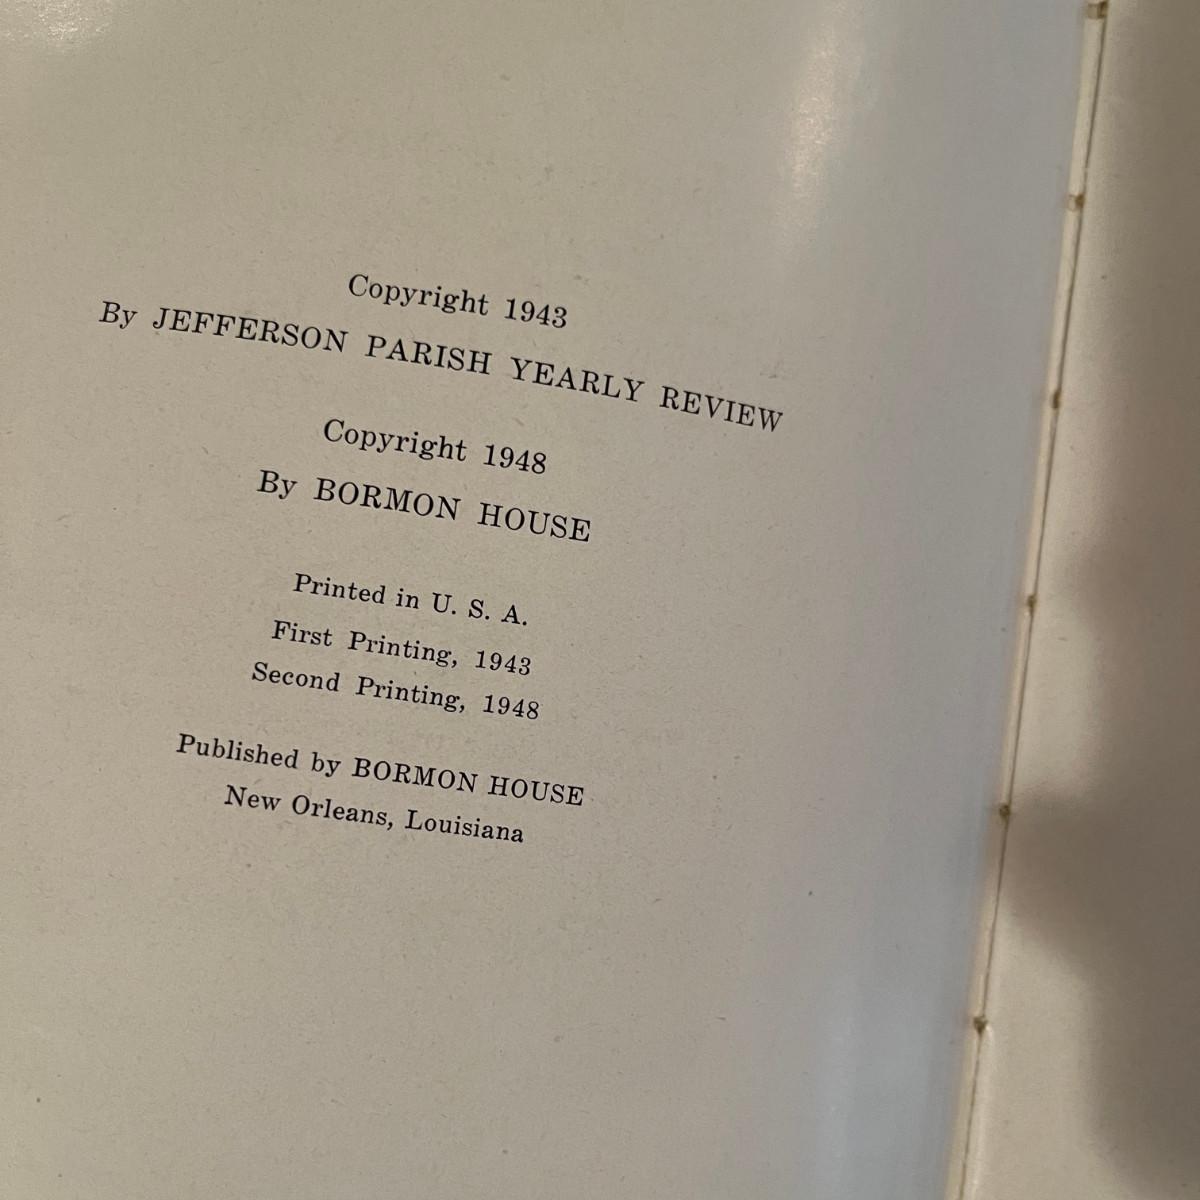 Copyright 1943
By JEFFERSON PARISH YEARLY REVIEW
Copyright 1948
By BORMON HOUSE
Printed in U. S. A.
First Printing, 1943
Second Printing, 1948
Published by BORMON HOUSE
New Orleans, Louisiana